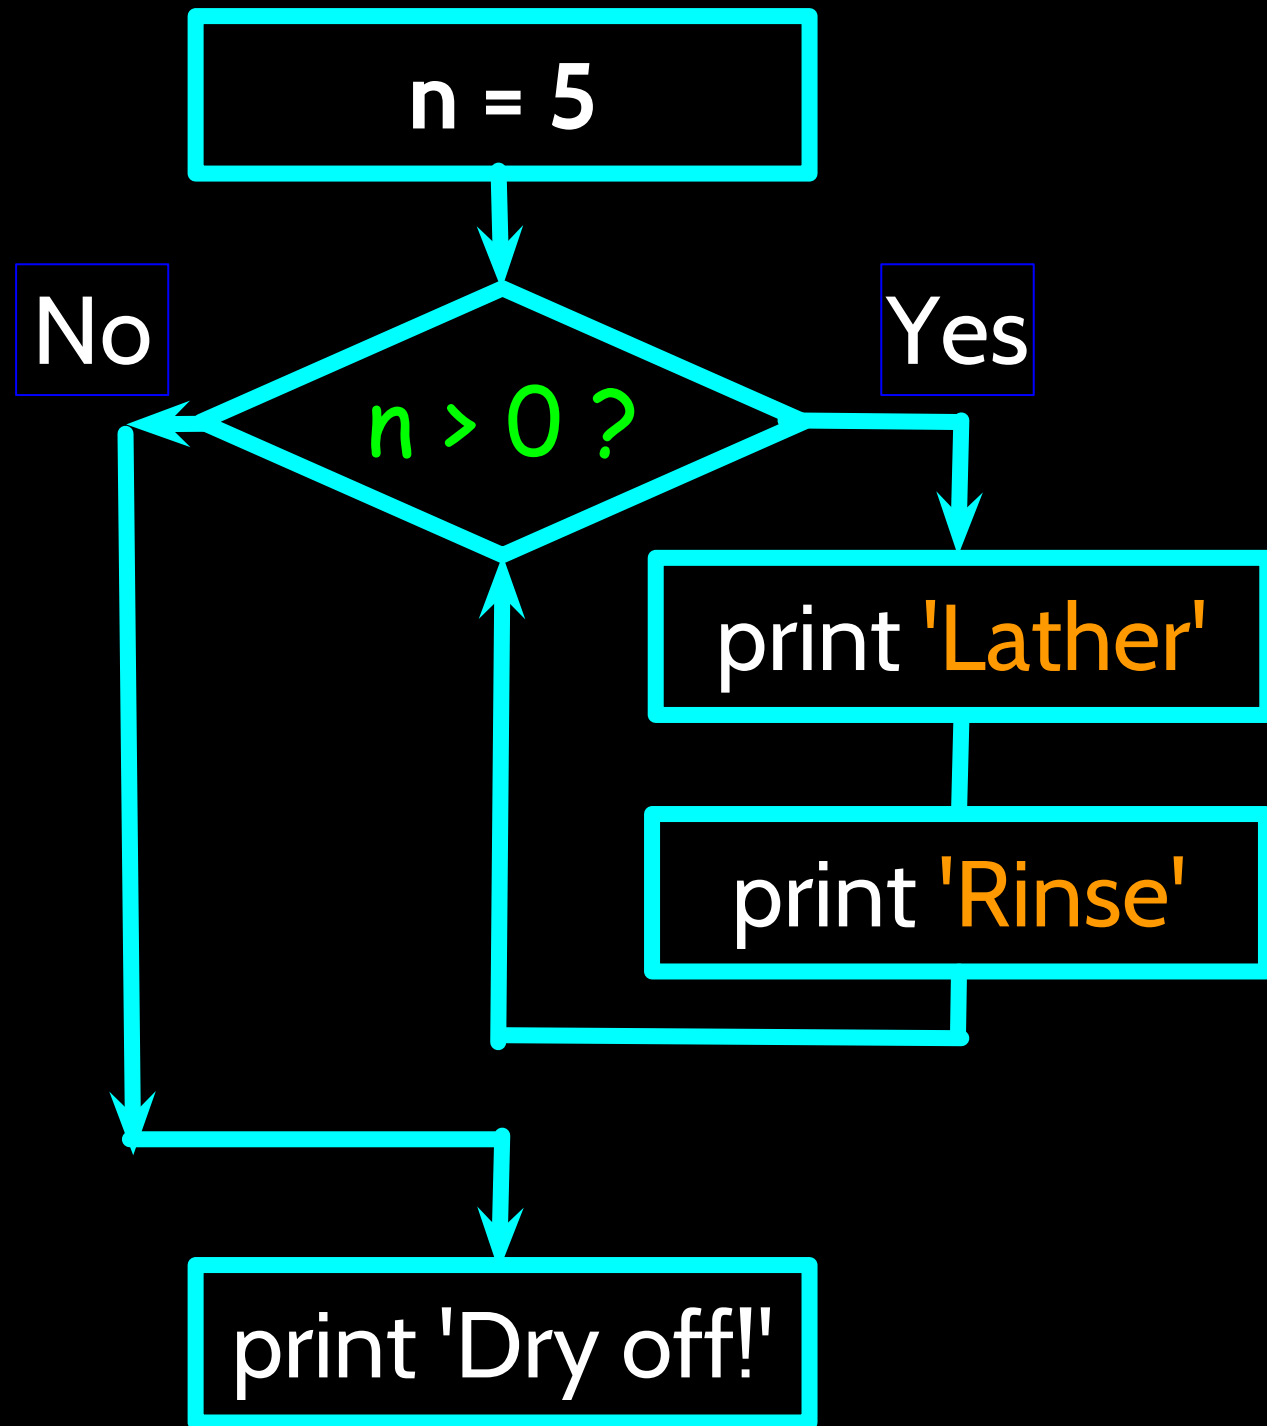 n = 5
No
Yes
n > 0 ?
print 'Lather'
print 'Rinse'
print 'Dry off!'